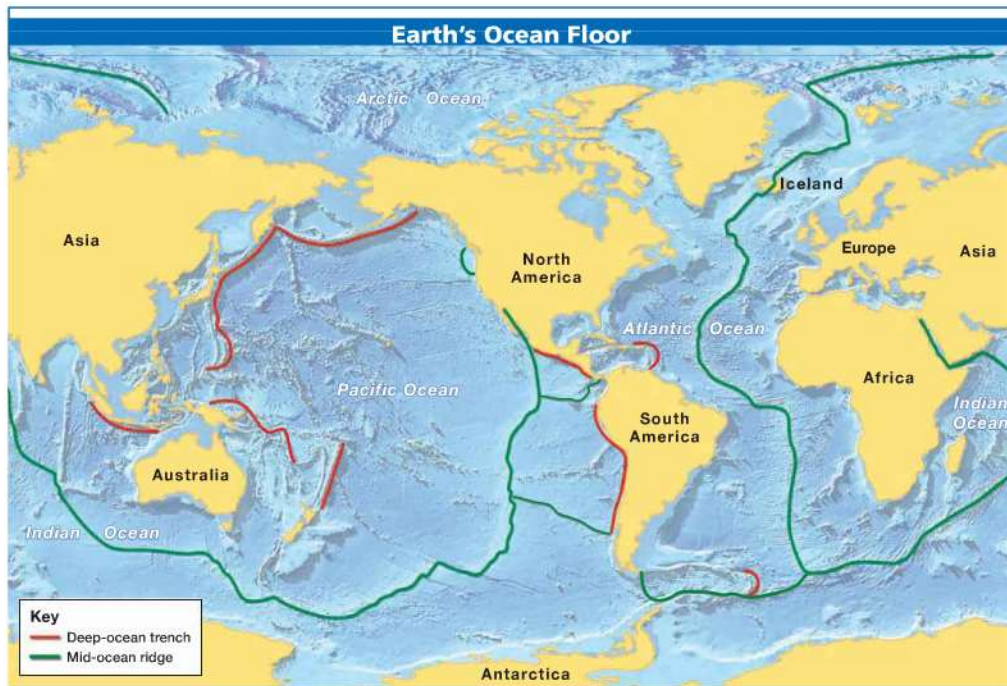 Earth's Ocean Floor
Arctic Ocean
Iceland
Asia
North
America
Europe
Asia
Atlantic Ocean
Pacific Ocean
Africa
South
America
Indian
Ocean
Australia
Indian Ocean
Key
Deep-ocean trench
Mid-ocean ridge
Antarctica